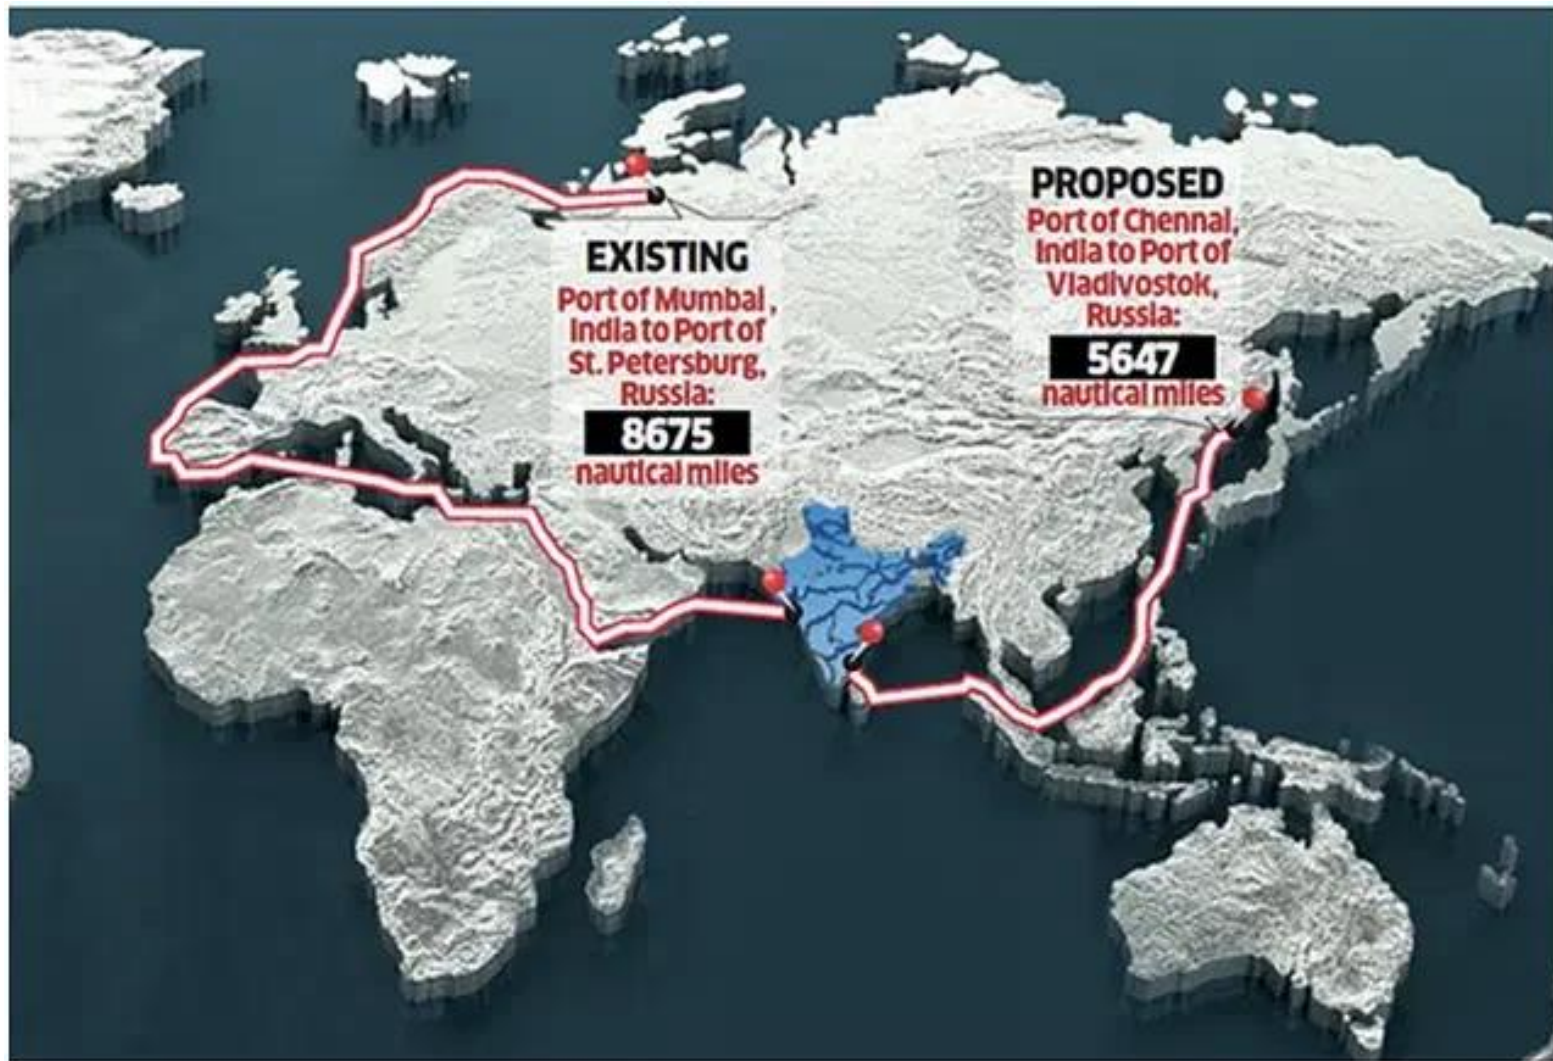 EXISTING
Port of Mumbai,
India to Port of
St. Petersburg,
Russia:
8675
nautical miles
PROPOSED
Port of Chennai,
India to Port of
Vladivostok,
Russia:
5647
nautical miles